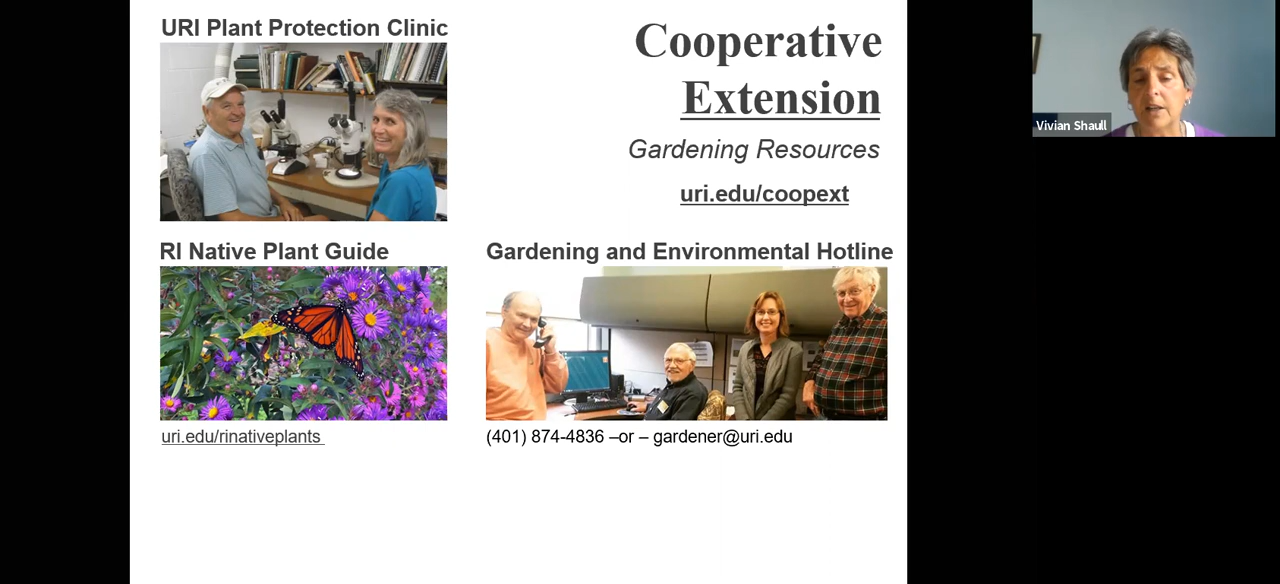 URI Plant Protection Clinic
Cooperative
Extension
Gardening Resources
uri.edu/coopext
Vivian Shaull
RI Native Plant Guide
Gardening and Environmental Hotline
uri.edu/rinativeplants
(401) 874-4836 –or – gardener@uri.edu